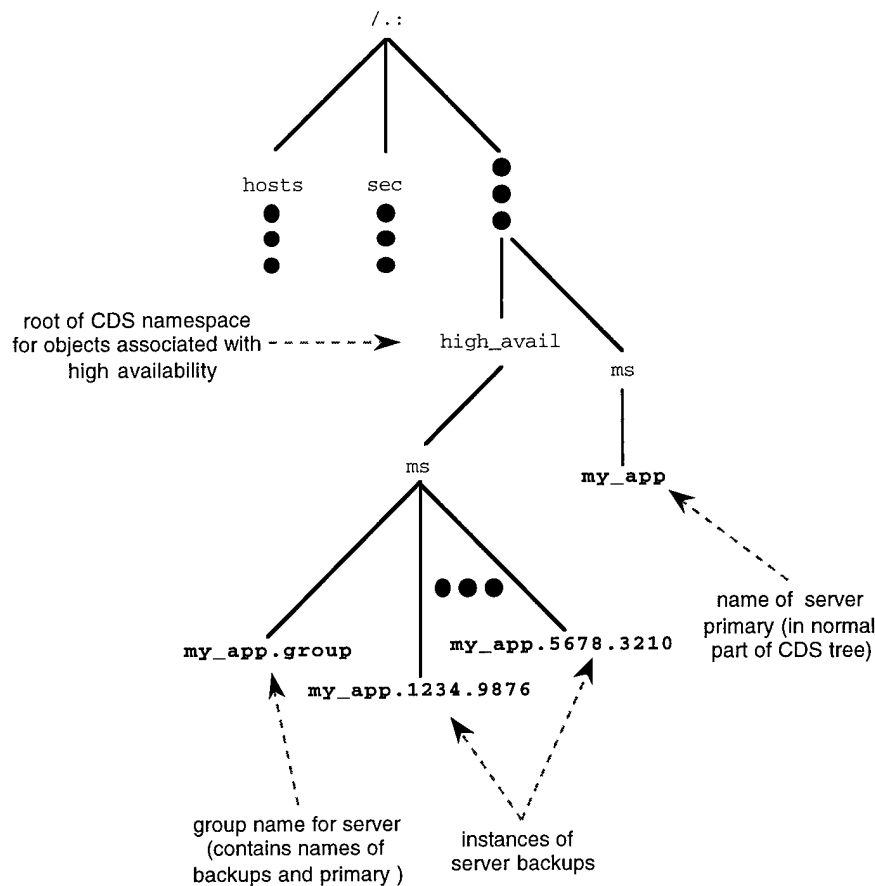 /.:
hosts
sec
root of CDS namespace
for objects associated with
high availability
high_avail
ms
ms
my_app
name of server
primary (in normal
part of CDS tree)
my_app.group
my_app.5678.3210
my_app.1234.9876
group name for server
(contains names of
backups and primary )
instances of
server backups